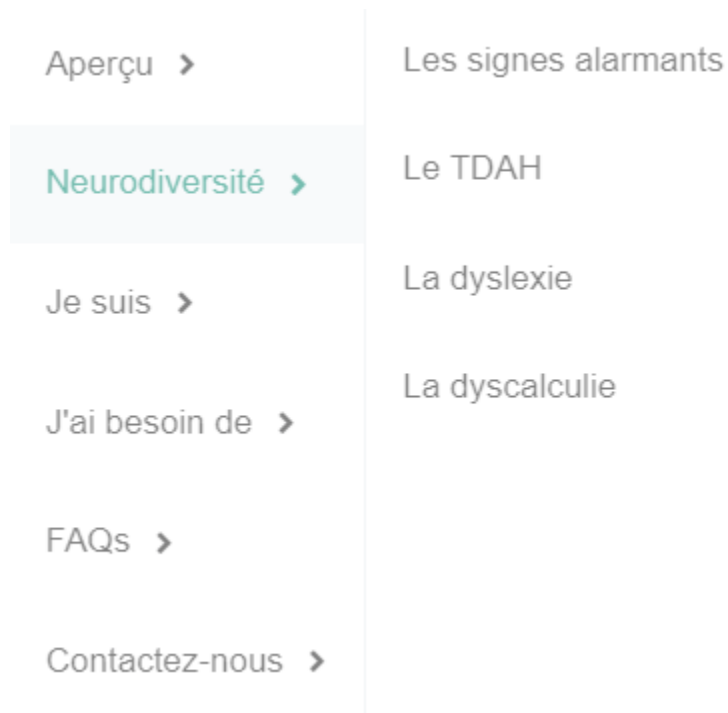 Aperçu
Neurodiversité
Je suis
J'ai besoin de
FAQs
Contactez-nous
Les signes alarmants
Le TDAH
La dyslexie
La dyscalculie